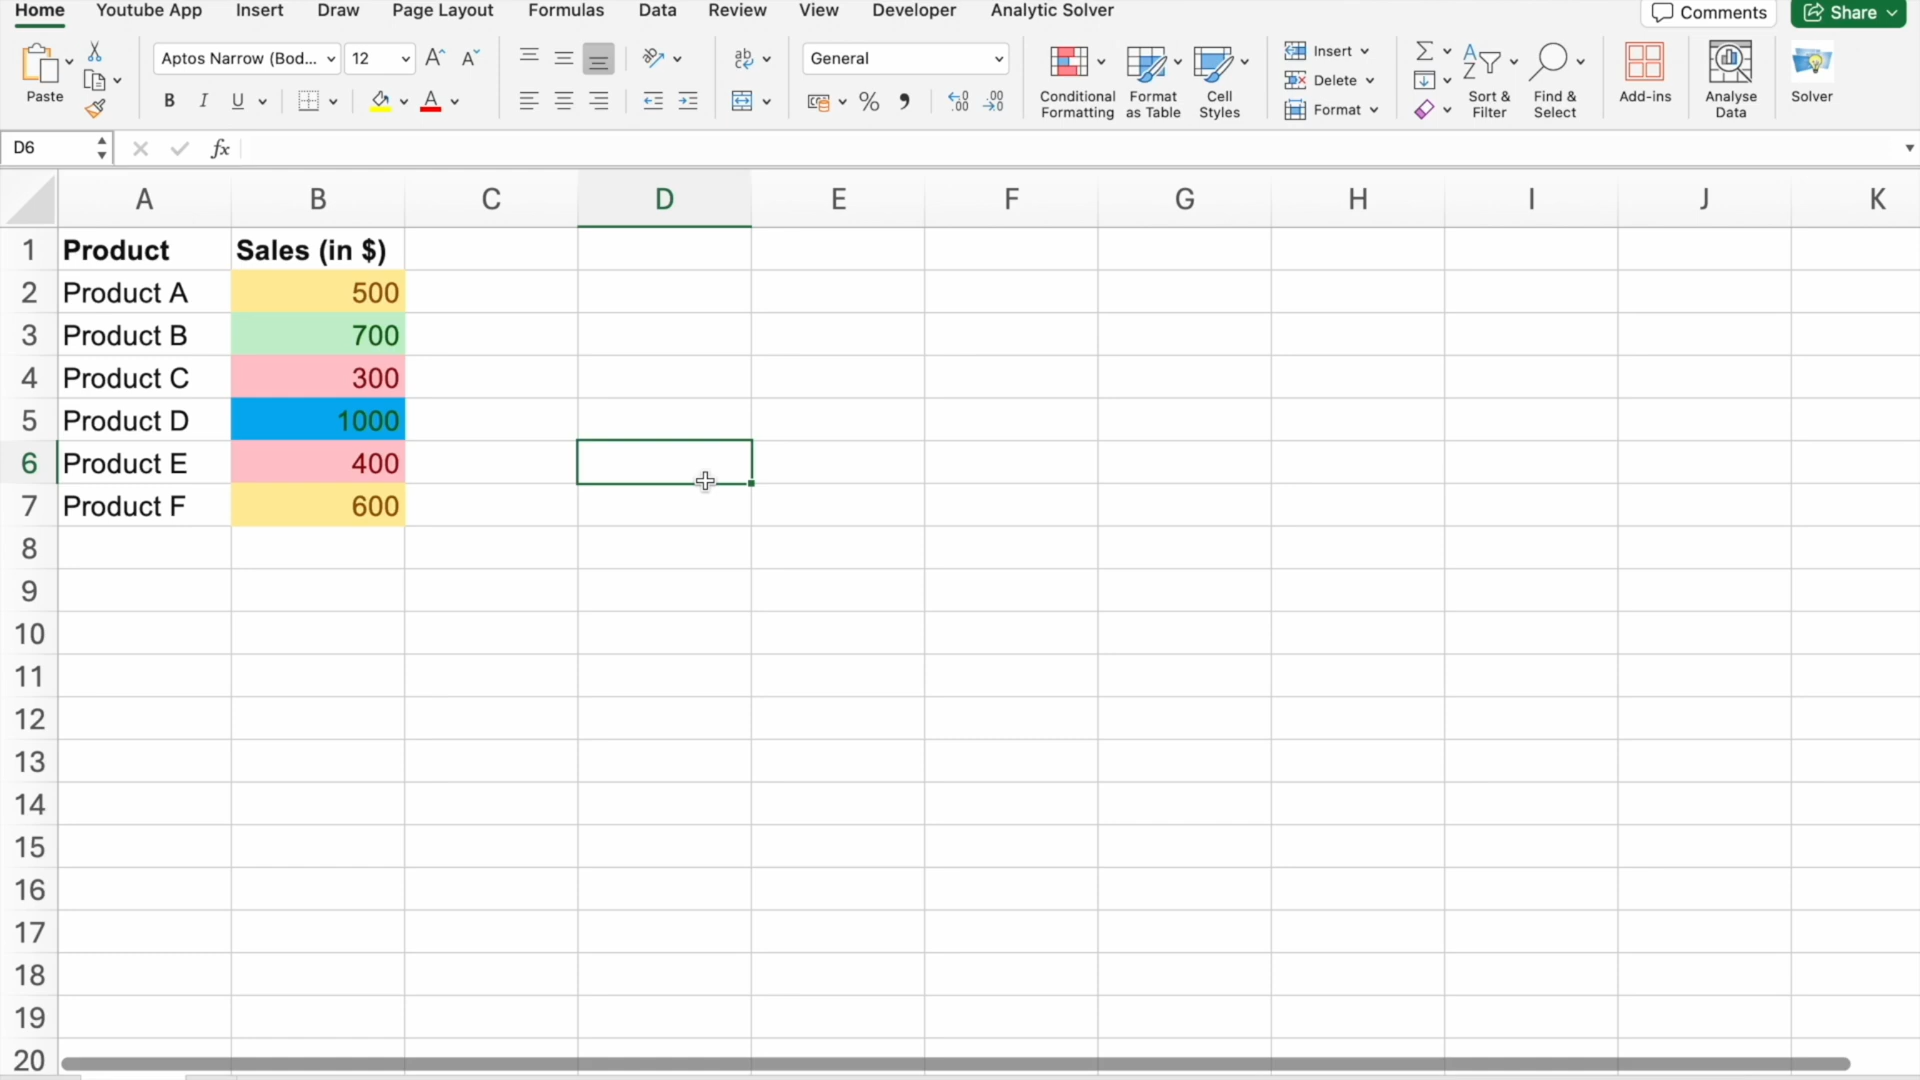 Home Youtube App Insert Draw Page Layout Formulas Data Review View Developer Analytic Solver Comments Share
Paste
Aptos Narrow (Bod... 12
B I U
A
ab
General
%
Conditional Formatting
Format as Table
Cell Styles
Insert
Delete
Format
Sort & Filter
Find & Select
Add-ins
Analyse Data
Solver
D6 fx
A B C D E F G H I J K
1 Product Sales (in $)
2 Product A 500
3 Product B 700
4 Product C 300
5 Product D 1000
6 Product E 400
7 Product F 600
8
9
10
11
12
13
14
15
16
17
18
19
20